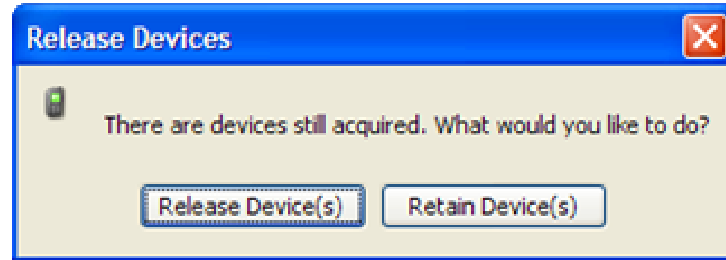 Release Devices
There are devices still acquired. What would you like to do?
Release Device(s) Retain Device(s)